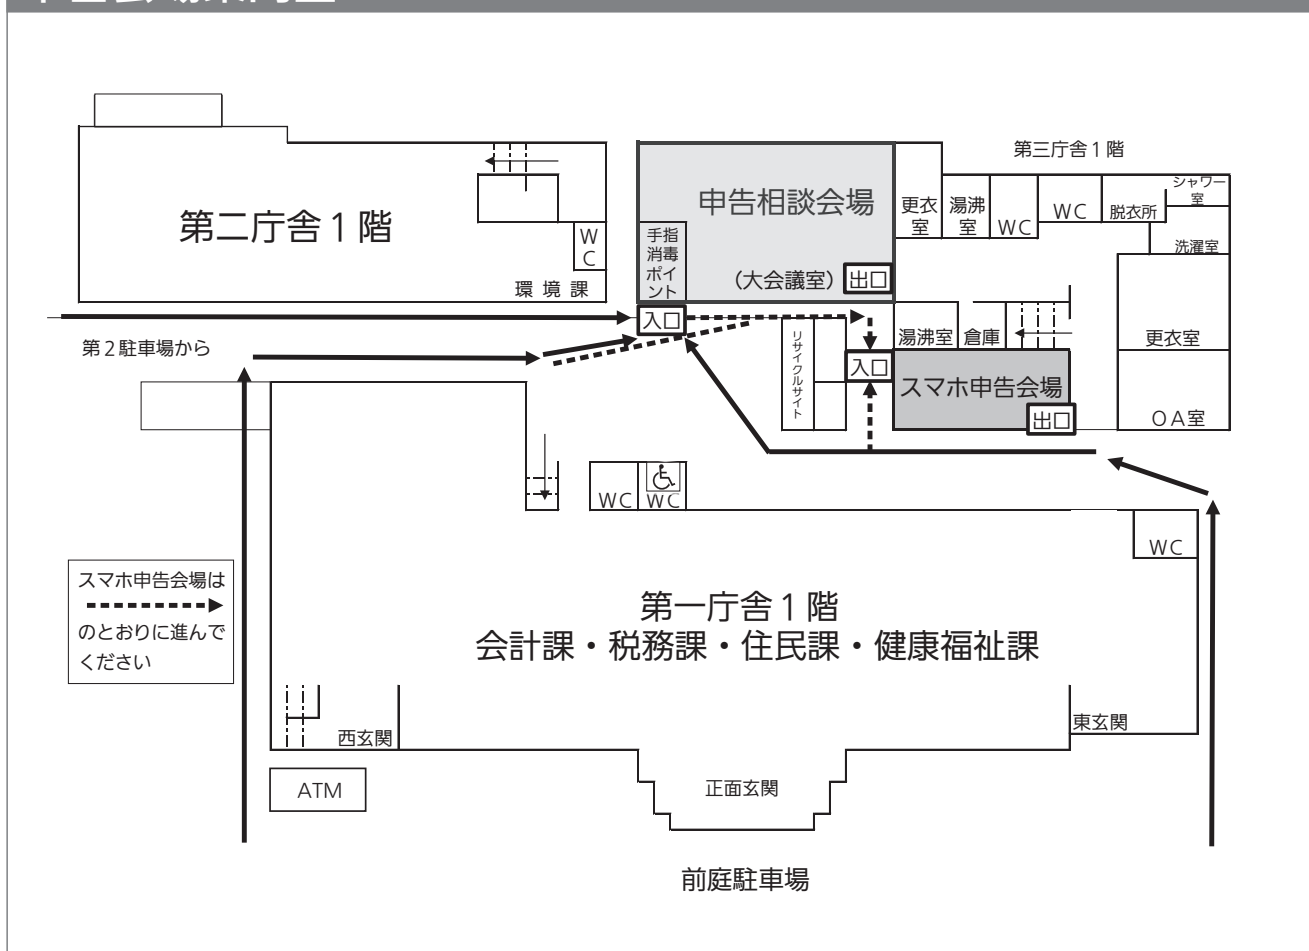 第三庁舎1階
シャワー
室
申告相談会場
更衣
室
湯沸
室
WC
WC
脱衣所
第二庁舎1階
W
C
手指
消毒
ポイ
ント
洗濯室
(大会議室)
出口
環境課
入口
第2駐車場から
リサイクルサイト
湯沸室
倉庫
更衣室
入口
スマホ申告会場
出口
OA室
WC
WC
WC
スマホ申告会場は
のとおりに進んで
ください
第一庁舎1階
会計課・税務課・住民課・健康福祉課
西玄関
東玄関
ATM
正面玄関
前庭駐車場